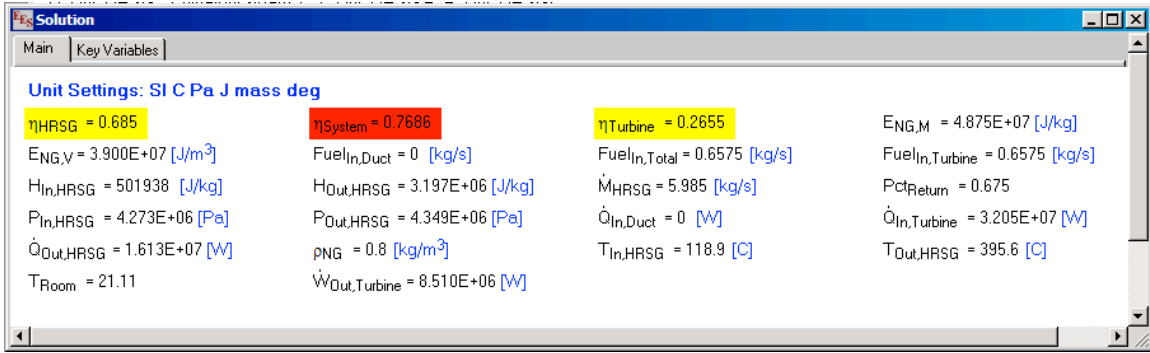 EES Solution
Main Key Variables
Unit Settings: SI C Pa J mass deg
ηHRSG = 0.685 ηSystem = 0.7686 ηTurbine = 0.2655 ENG,M = 4.875E+07 [J/kg]
ENG,V = 3.900E+07 [J/m3] FuelIn,Duct = 0 [kg/s] FuelIn,Total = 0.6575 [kg/s] FuelIn,Turbine = 0.6575 [kg/s]
HIn,HRSG = 501938 [J/kg] HOut,HRSG = 3.197E+06 [J/kg] ṀHRSG = 5.985 [kg/s] PctReturn = 0.675
PIn,HRSG = 4.273E+06 [Pa] POut,HRSG = 4.349E+06 [Pa] Q̇In,Duct = 0 [W] Q̇In,Turbine = 3.205E+07 [W]
Q̇Out,HRSG = 1.613E+07 [W] ρNG = 0.8 [kg/m3] TIn,HRSG = 118.9 [C] TOut,HRSG = 395.6 [C]
TRoom = 21.11 ẆOut,Turbine = 8.510E+06 [W]